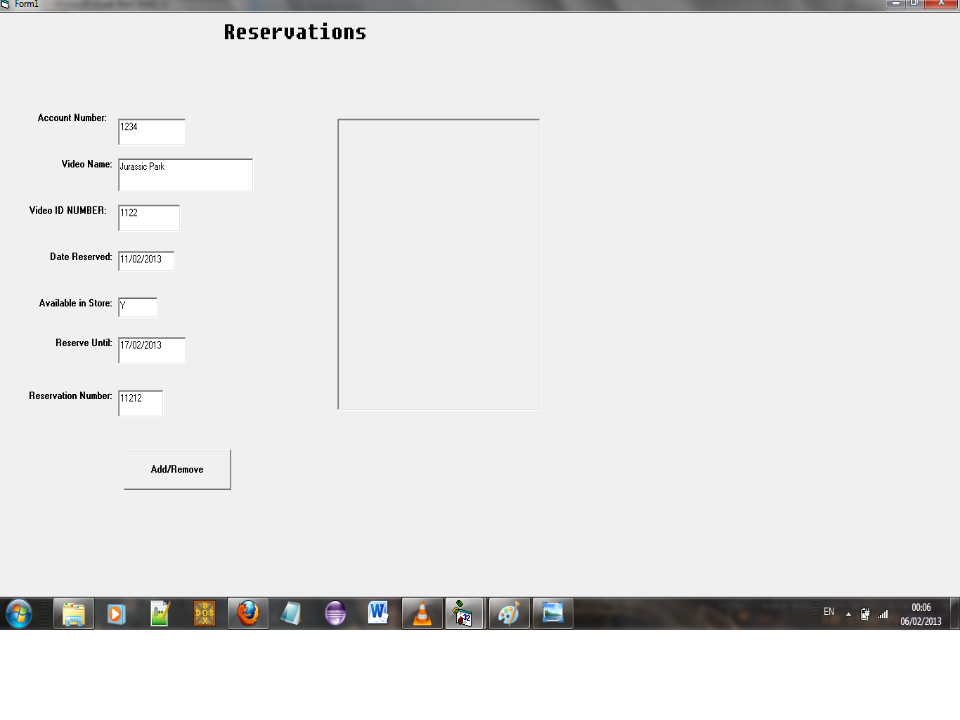 Form1
Reservations
Account Number: 1234
Video Name: Jurassic Park
Video ID NUMBER: 1122
Date Reserved: 11/02/2013
Available in Store: Y
Reserve Until: 17/02/2013
Reservation Number: 11212
Add/Remove
EN
00:06
06/02/2013